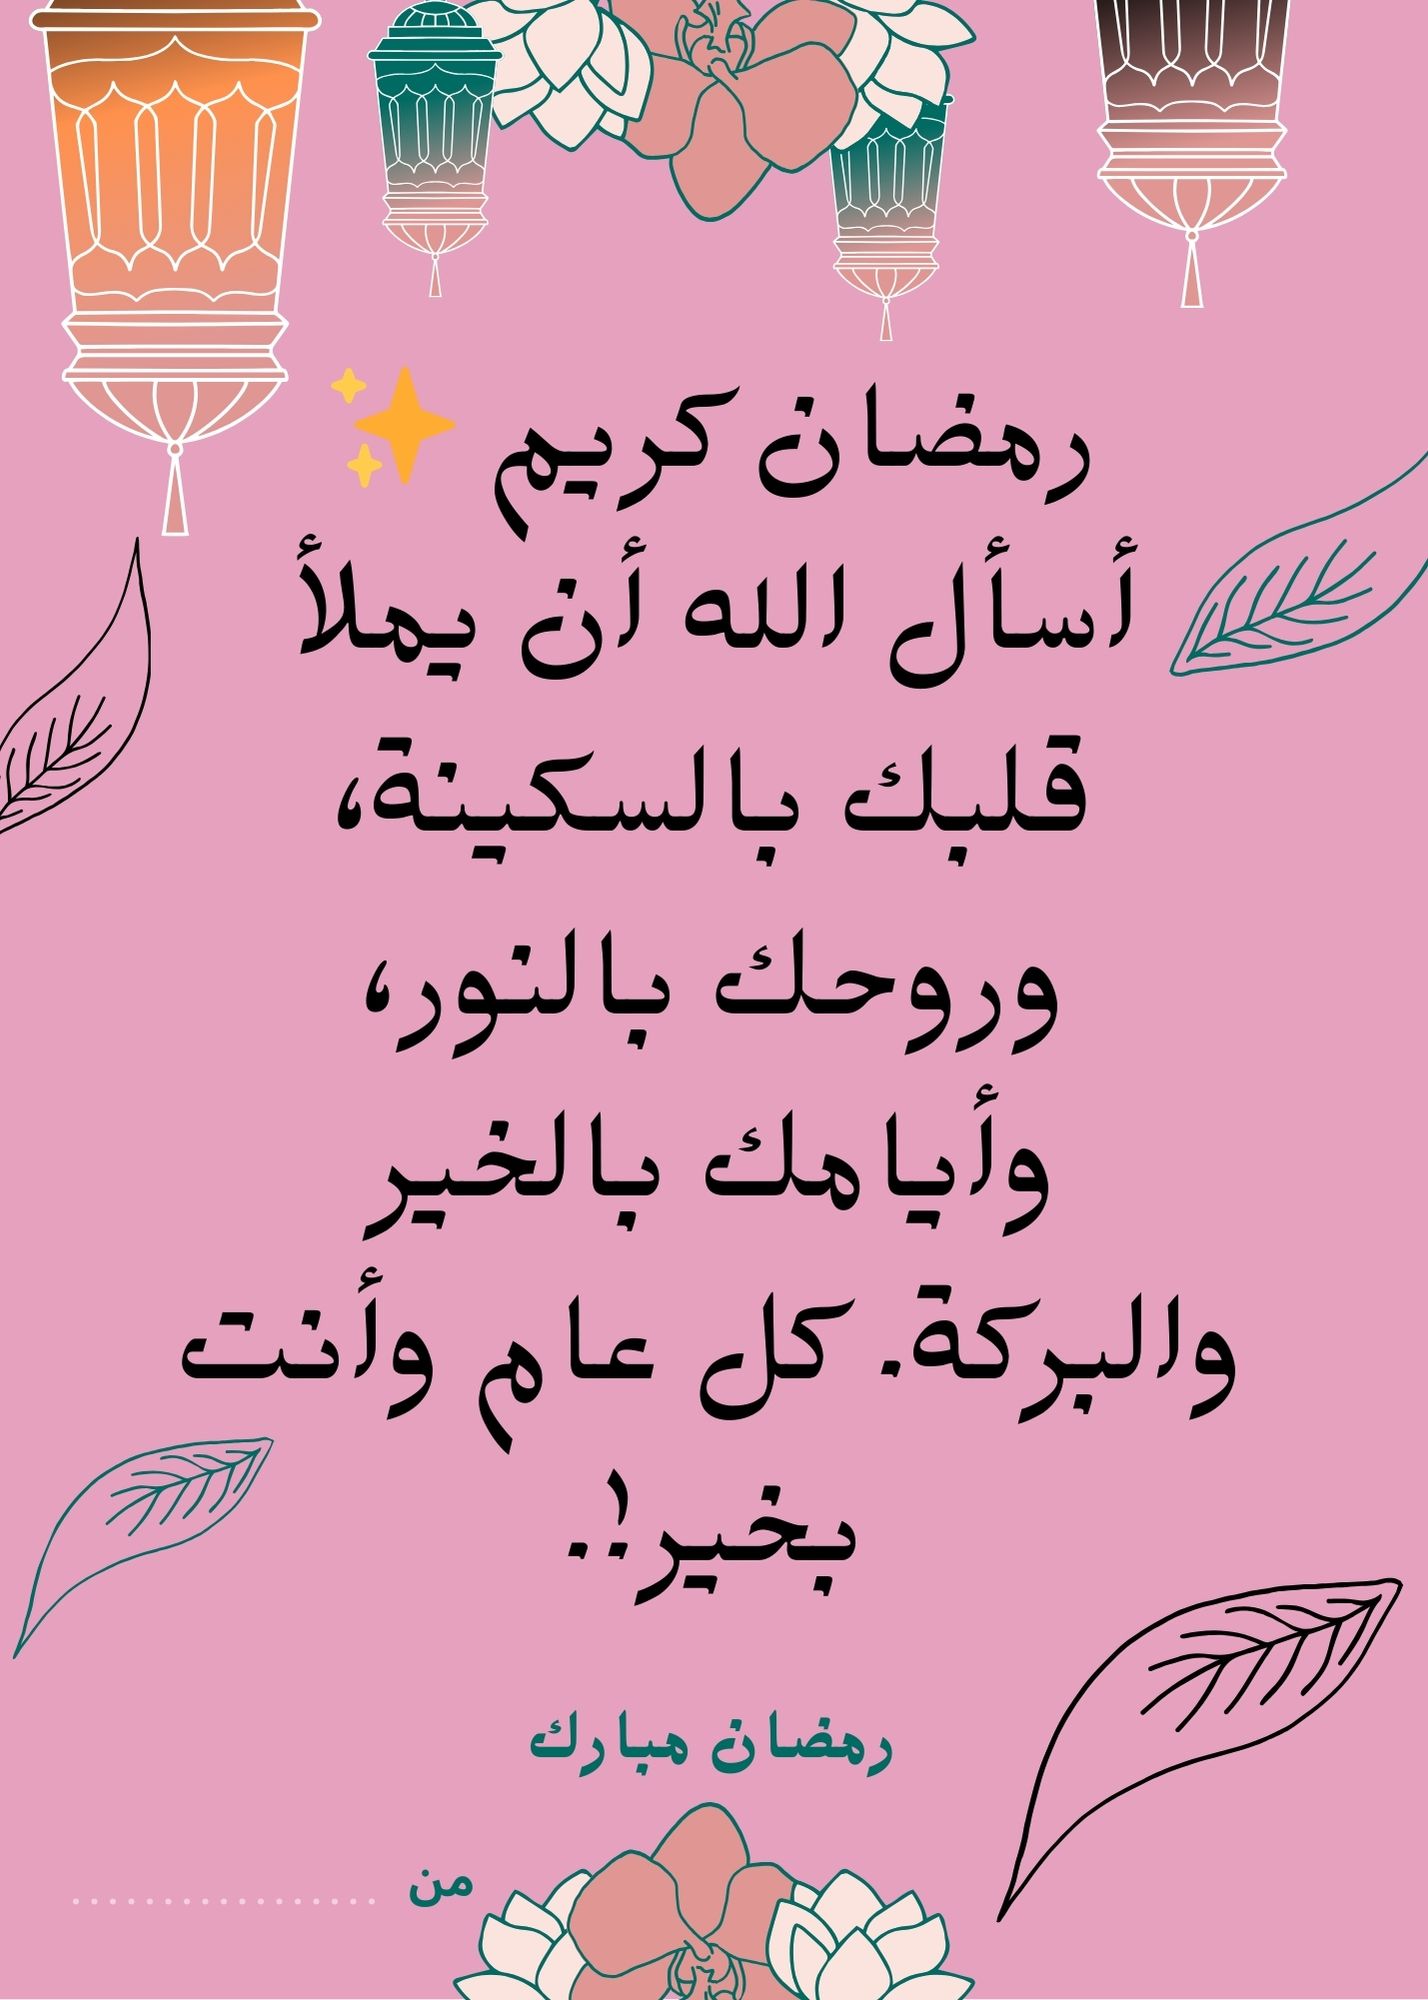 رمضان كريم ✨
أسأل الله أن يملأ
قلبك بالسكينة،
وروحك بالنور،
وأيامك بالخير
والبركة. كل عام وأنت
بخير!.
رمضان مبارك
من ..................